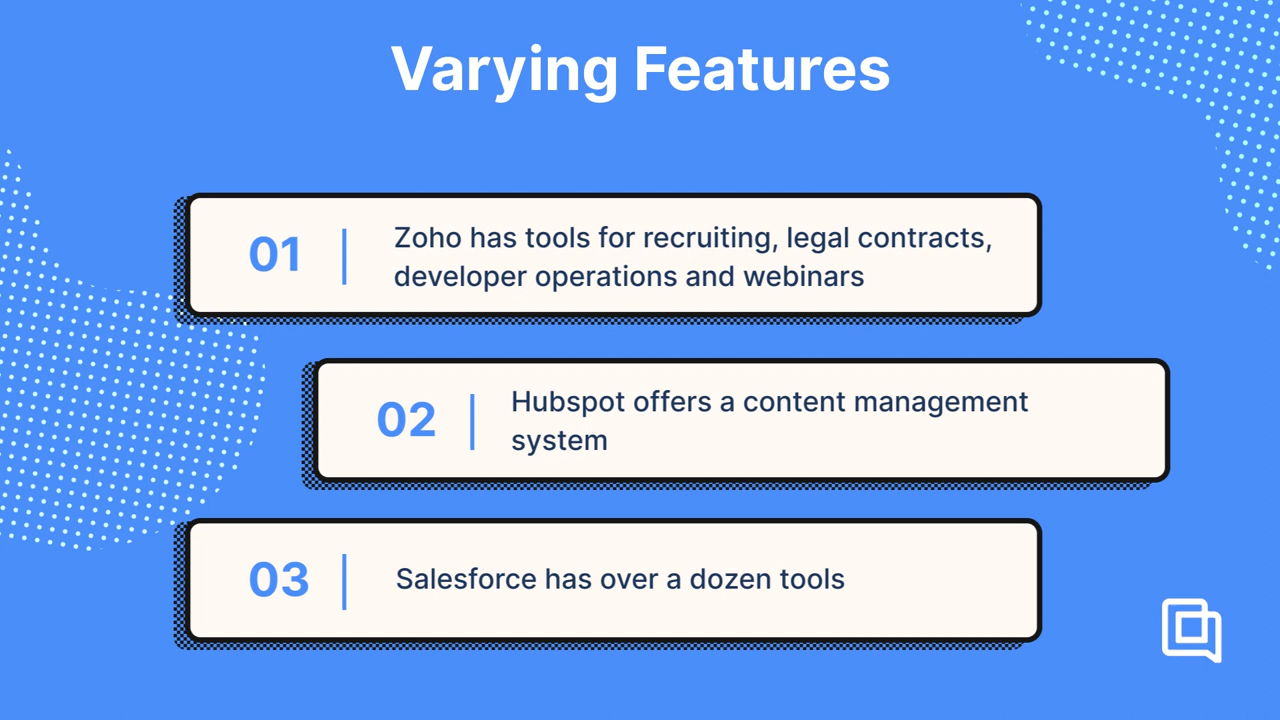 Varying Features
01
Zoho has tools for recruiting, legal contracts,
developer operations and webinars
02
Hubspot offers a content management
system
03
Salesforce has over a dozen tools